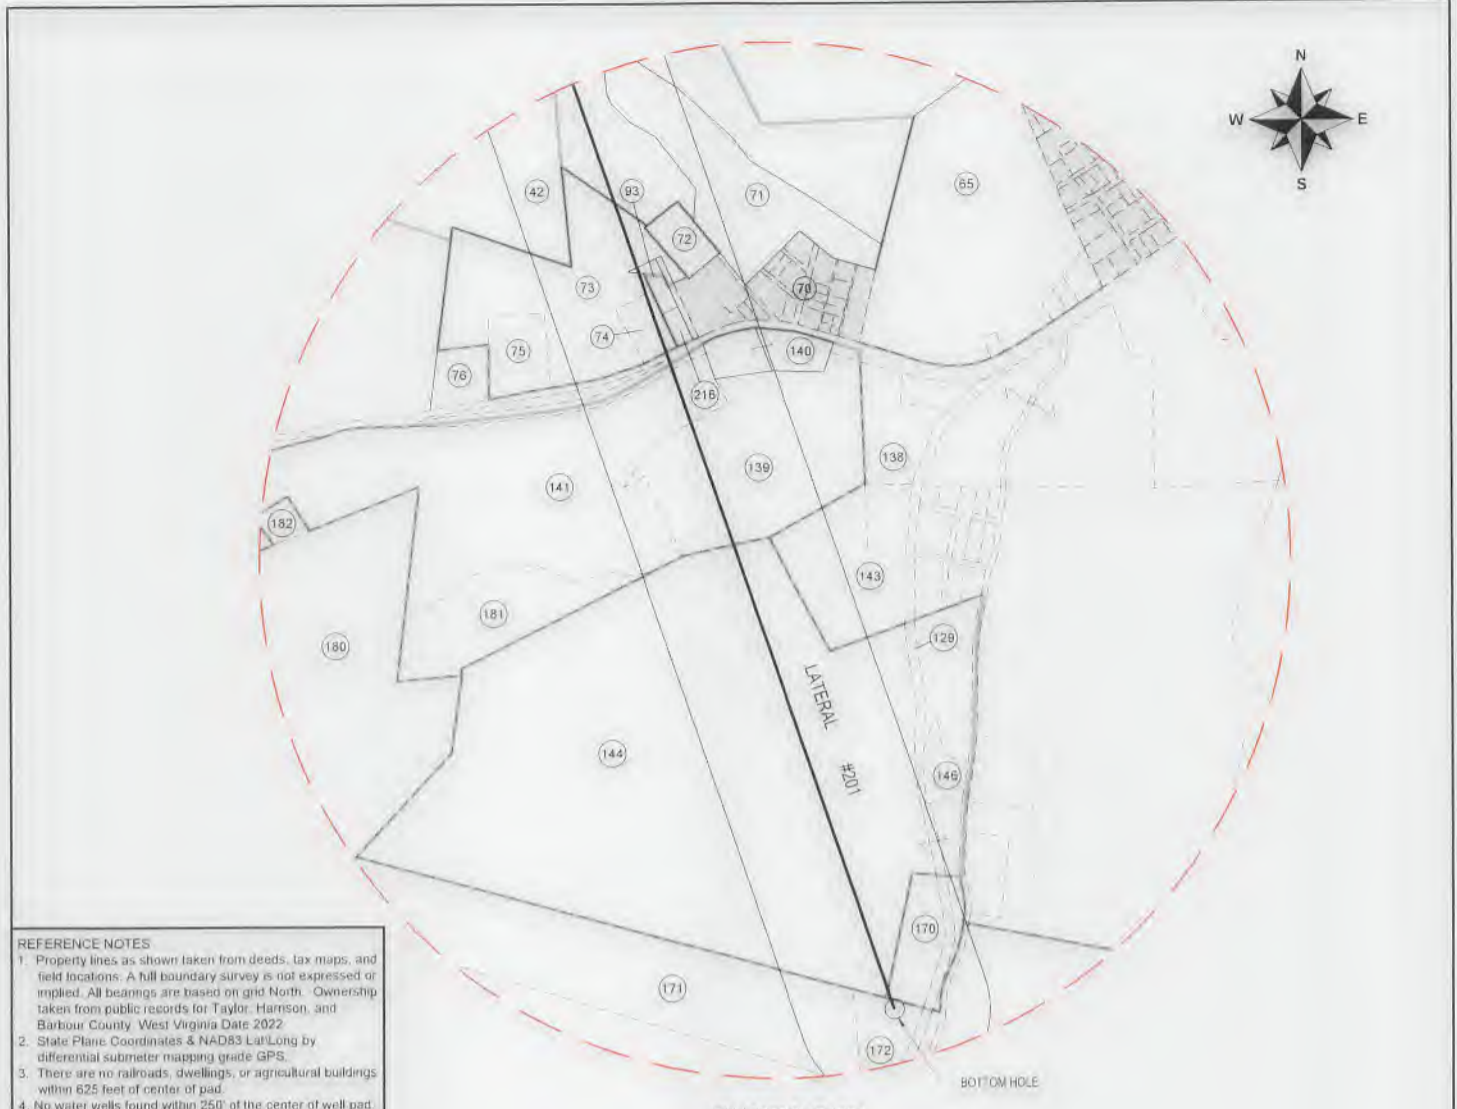 N
W E
S
42
93
71
65
72
73
70
74
75
140
76
216
139
138
141
182
143
181
129
180
LATERAL
#201
144
146
170
171
172
BOTTOM HOLE
REFERENCE NOTES
1. Property lines as shown taken from deeds, tax maps, and
field locations. A full boundary survey is not expressed or
implied. All bearings are based on grid North. Ownership
taken from public records for Taylor, Harrison, and
Barbour County, West Virginia Date 2022
2. State Plane Coordinates & NAD83 Lat\Long by
differential submeter mapping grade GPS.
3. There are no railroads, dwellings, or agricultural buildings
within 625 feet of center of pad.
4. No water wells found within 250' of the center of well pad.